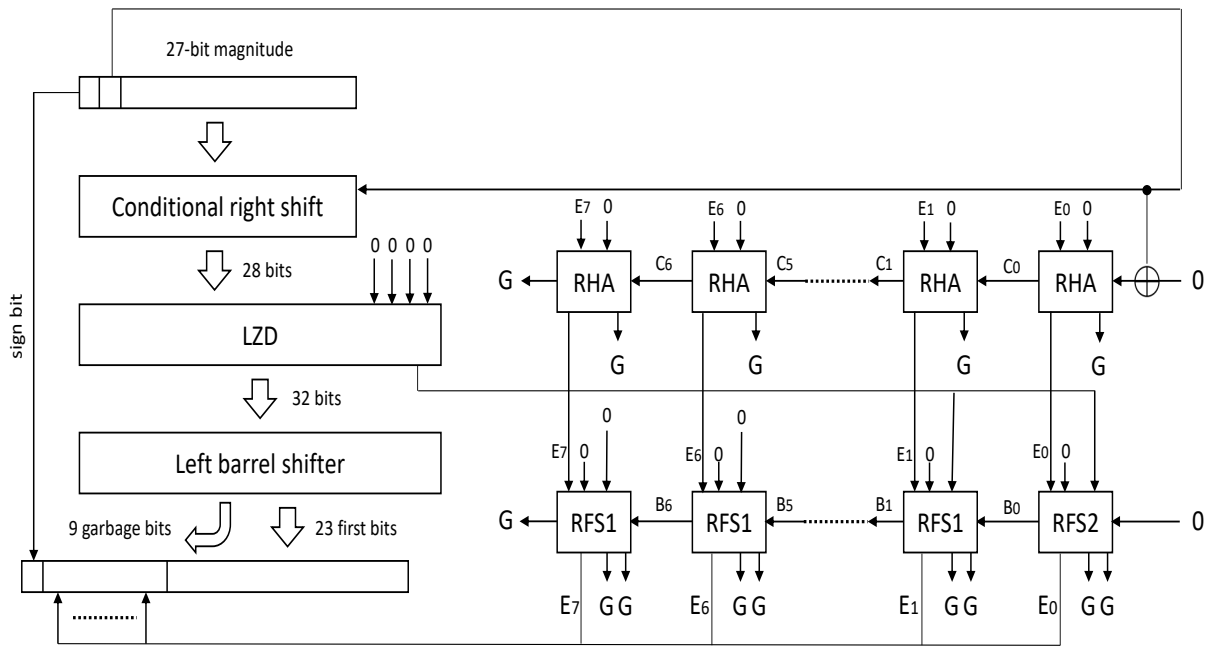 27-bit magnitude
Conditional right shift
E7 0 E6 0 E1 0 E0 0
0 0 0 0
28 bits
G RHA C6 RHA C5 C1 RHA C0 RHA 0
sign bit
LZD
G G G G
32 bits
0 0
E7 0 E6 0 E1 0 E0 0
Left barrel shifter
9 garbage bits
23 first bits
G RFS1 B6 RFS1 B5 B1 RFS1 B0 RFS2 0
E7 G G E6 G G E1 G G E0 G G